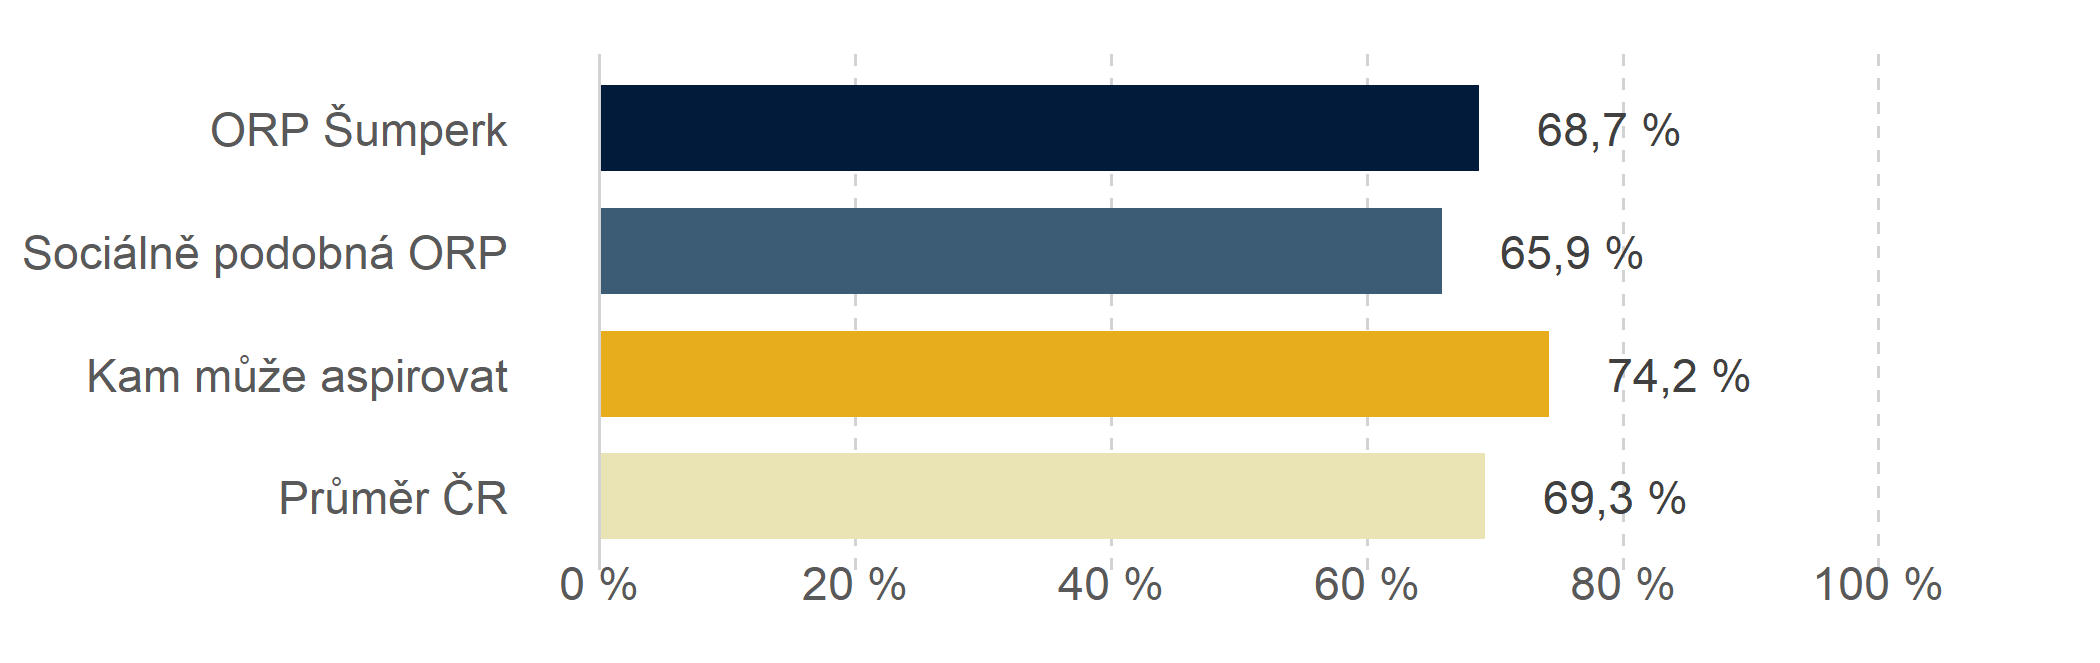 ORP Šumperk 68,7 %
Sociálně podobná ORP 65,9 %
Kam může aspirovat 74,2 %
Průměr ČR 69,3 %
0 % 20 % 40 % 60 % 80 % 100 %